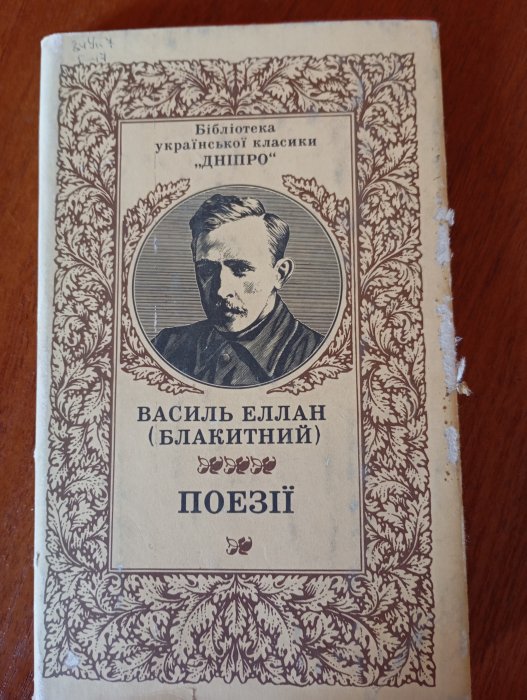 Бібліотека
української класики
„ДНІПРО“
ВАСИЛЬ ЕЛЛАН
(БЛАКИТНИЙ)
ПОЕЗІЇ